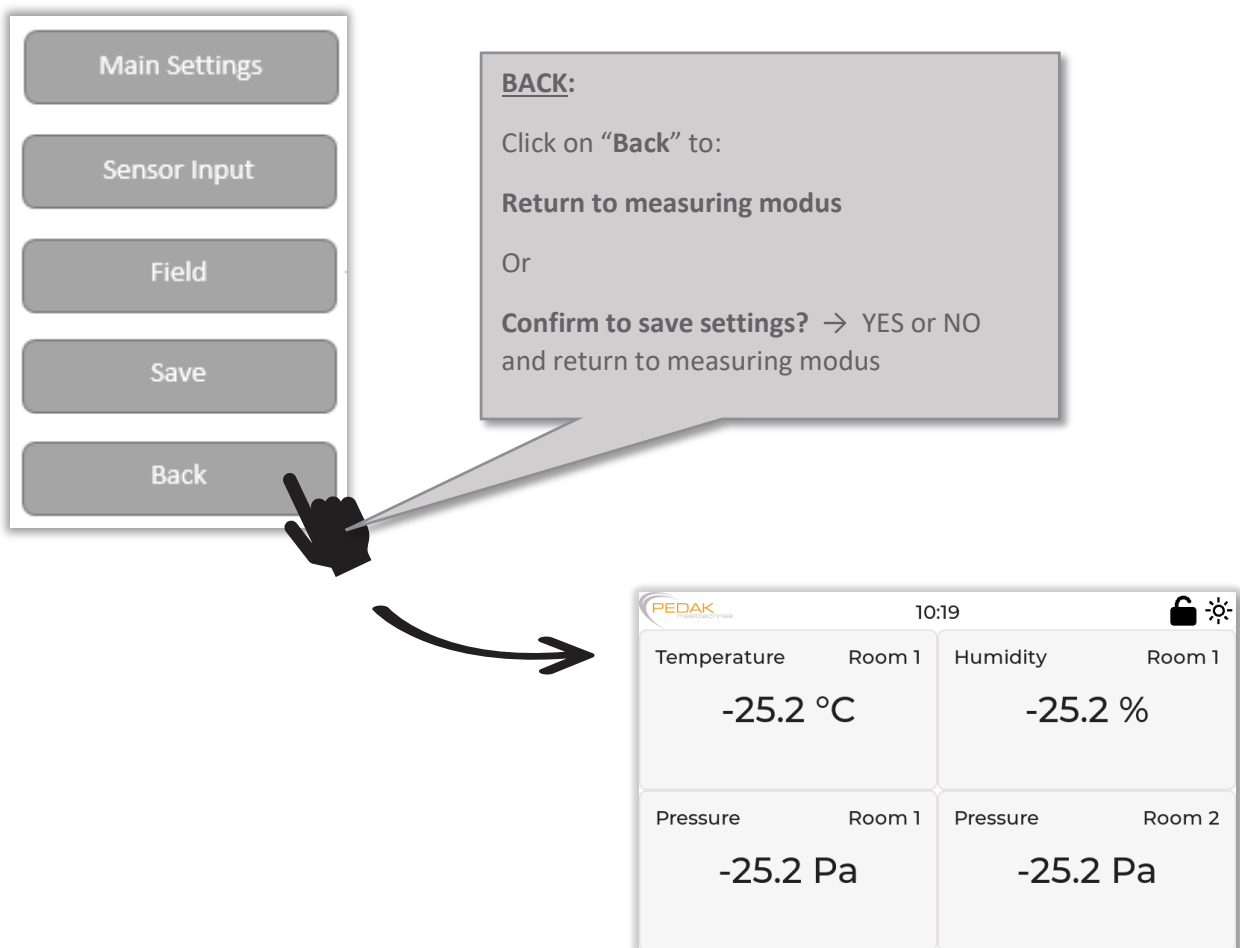 Main Settings
Sensor Input
Field
Save
Back
BACK:
Click on “Back” to:
Return to measuring modus
Or
Confirm to save settings? → YES or NO
and return to measuring modus
PEDAK
meettechniek
10:19
Temperature Room 1
-25.2 °C
Humidity Room 1
-25.2 %
Pressure Room 1
-25.2 Pa
Pressure Room 2
-25.2 Pa